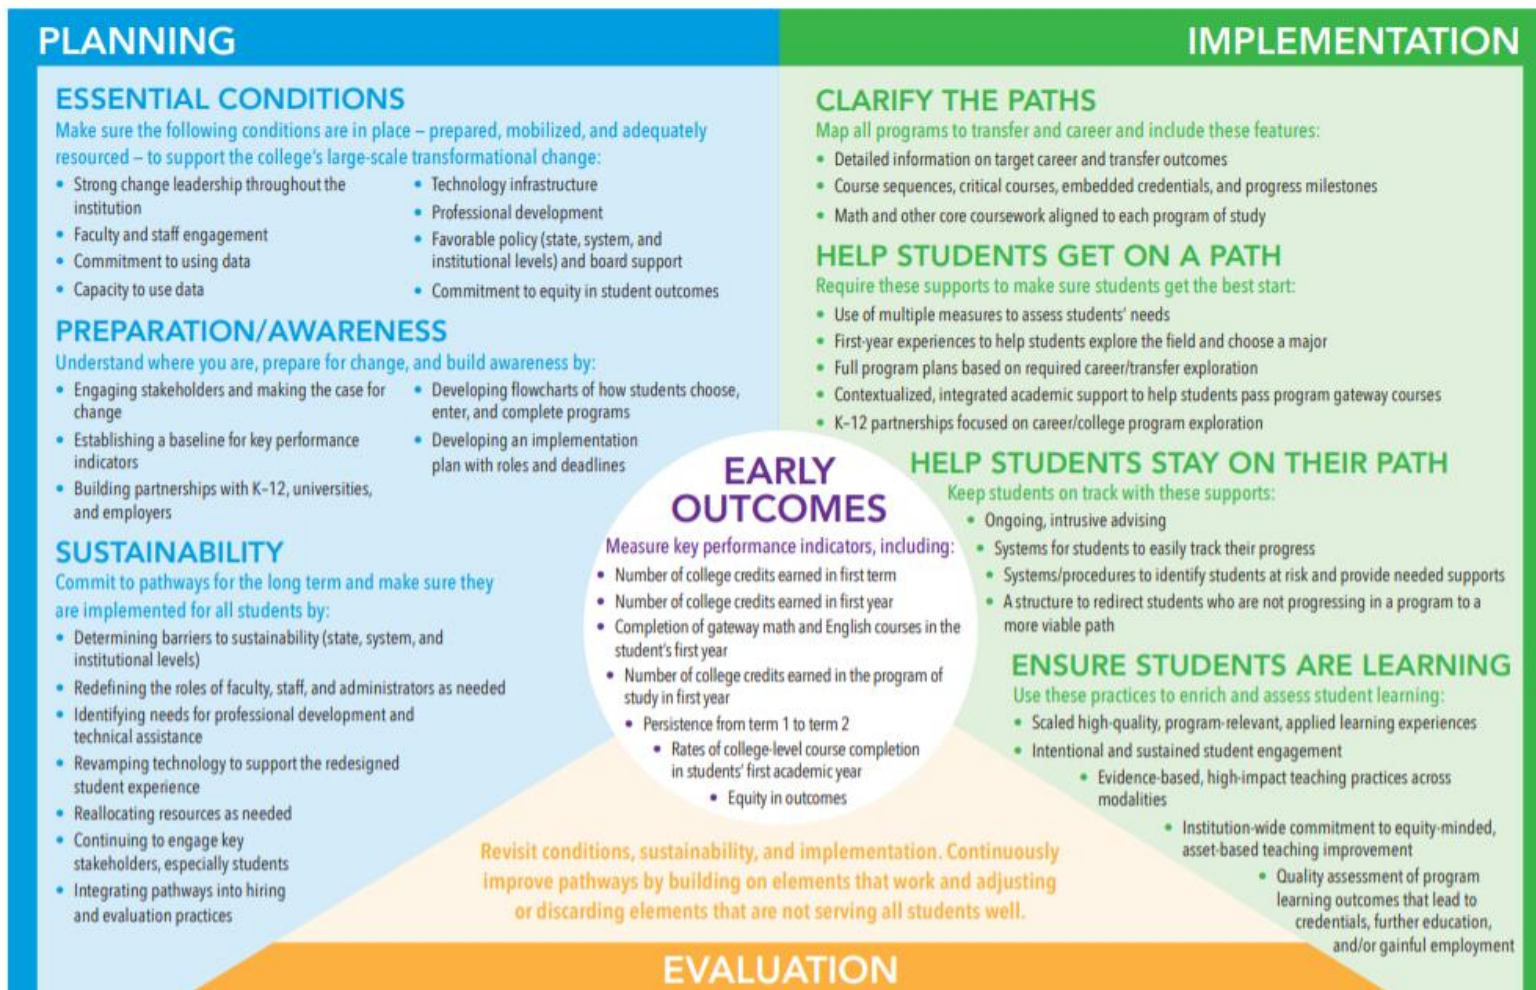 PLANNING
ESSENTIAL CONDITIONS
Make sure the following conditions are in place – prepared, mobilized, and adequately
resourced – to support the college's large-scale transformational change:
• Strong change leadership throughout the
institution
• Faculty and staff engagement
• Commitment to using data
• Capacity to use data
• Technology infrastructure
• Professional development
• Favorable policy (state, system, and
institutional levels) and board support
• Commitment to equity in student outcomes
PREPARATION/AWARENESS
Understand where you are, prepare for change, and build awareness by:
• Engaging stakeholders and making the case for
change
• Establishing a baseline for key performance
indicators
• Building partnerships with K–12, universities,
and employers
• Developing flowcharts of how students choose,
enter, and complete programs
• Developing an implementation
plan with roles and deadlines
SUSTAINABILITY
Commit to pathways for the long term and make sure they
are implemented for all students by:
• Determining barriers to sustainability (state, system, and
institutional levels)
• Redefining the roles of faculty, staff, and administrators as needed
• Identifying needs for professional development and
technical assistance
• Revamping technology to support the redesigned
student experience
• Reallocating resources as needed
• Continuing to engage key
stakeholders, especially students
• Integrating pathways into hiring
and evaluation practices
IMPLEMENTATION
CLARIFY THE PATHS
Map all programs to transfer and career and include these features:
• Detailed information on target career and transfer outcomes
• Course sequences, critical courses, embedded credentials, and progress milestones
• Math and other core coursework aligned to each program of study
HELP STUDENTS GET ON A PATH
Require these supports to make sure students get the best start:
• Use of multiple measures to assess students' needs
• First-year experiences to help students explore the field and choose a major
• Full program plans based on required career/transfer exploration
• Contextualized, integrated academic support to help students pass program gateway courses
• K–12 partnerships focused on career/college program exploration
HELP STUDENTS STAY ON THEIR PATH
Keep students on track with these supports:
• Ongoing, intrusive advising
• Systems for students to easily track their progress
• Systems/procedures to identify students at risk and provide needed supports
• A structure to redirect students who are not progressing in a program to a
more viable path
ENSURE STUDENTS ARE LEARNING
Use these practices to enrich and assess student learning:
• Scaled high-quality, program-relevant, applied learning experiences
• Intentional and sustained student engagement
• Evidence-based, high-impact teaching practices across
modalities
• Institution-wide commitment to equity-minded,
asset-based teaching improvement
• Quality assessment of program
learning outcomes that lead to
credentials, further education,
and/or gainful employment
EARLY
OUTCOMES
Measure key performance indicators, including:
• Number of college credits earned in first term
• Number of college credits earned in first year
• Completion of gateway math and English courses in the
student's first year
• Number of college credits earned in the program of
study in first year
• Persistence from term 1 to term 2
• Rates of college-level course completion
in students' first academic year
• Equity in outcomes
Revisit conditions, sustainability, and implementation. Continuously
improve pathways by building on elements that work and adjusting
or discarding elements that are not serving all students well.
EVALUATION